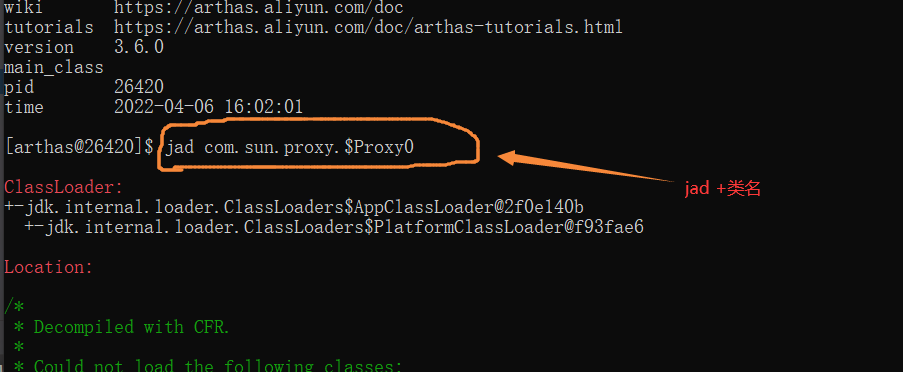 wiki https://arthas.aliyun.com/doc
tutorials https://arthas.aliyun.com/doc/arthas-tutorials.html
version 3.6.0
main_class
pid 26420
time 2022-04-06 16:02:01
[arthas@26420]$ jad com.sun.proxy.$Proxy0
jad +类名
ClassLoader:
+-jdk.internal.loader.ClassLoaders$AppClassLoader@2f0e140b
+-jdk.internal.loader.ClassLoaders$PlatformClassLoader@f93fae6
Location:
/*
* Decompiled with CFR.
*
* Could not load the following classes: